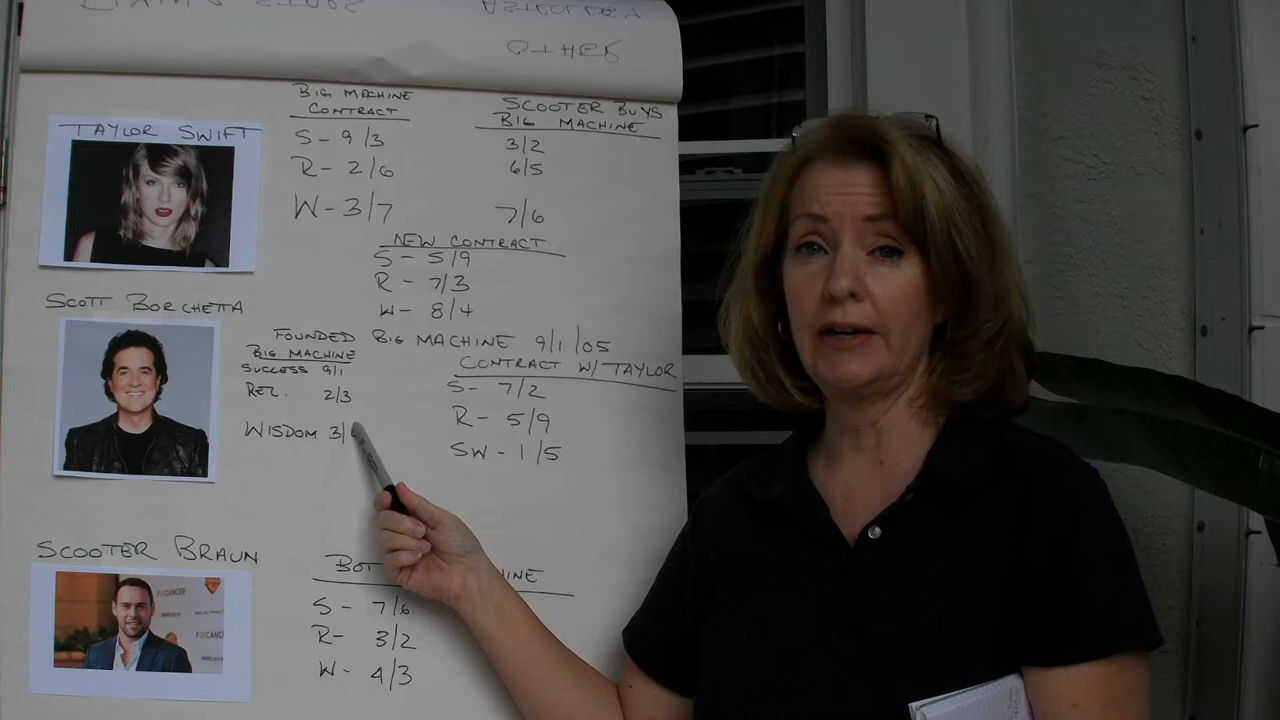 OTHER
TAYLOR SWIFT
BIG MACHINE
CONTRACT
S - 9/3
R - 2/6
W - 3/7
SCOOTER BUYS
BIG MACHINE
3/2
6/5
7/6
NEW CONTRACT
S - 5/9
R - 7/3
W - 8/4
SCOTT BORCHETTA
FOUNDED BIG MACHINE 9/1/05
BIG MACHINE
SUCCESS 9/1
REL. 2/3
WISDOM 3/
CONTRACT W/ TAYLOR
S - 7/2
R - 5/9
SW - 1/5
SCOOTER BRAUN
S - 7/6
R - 3/2
W - 4/3